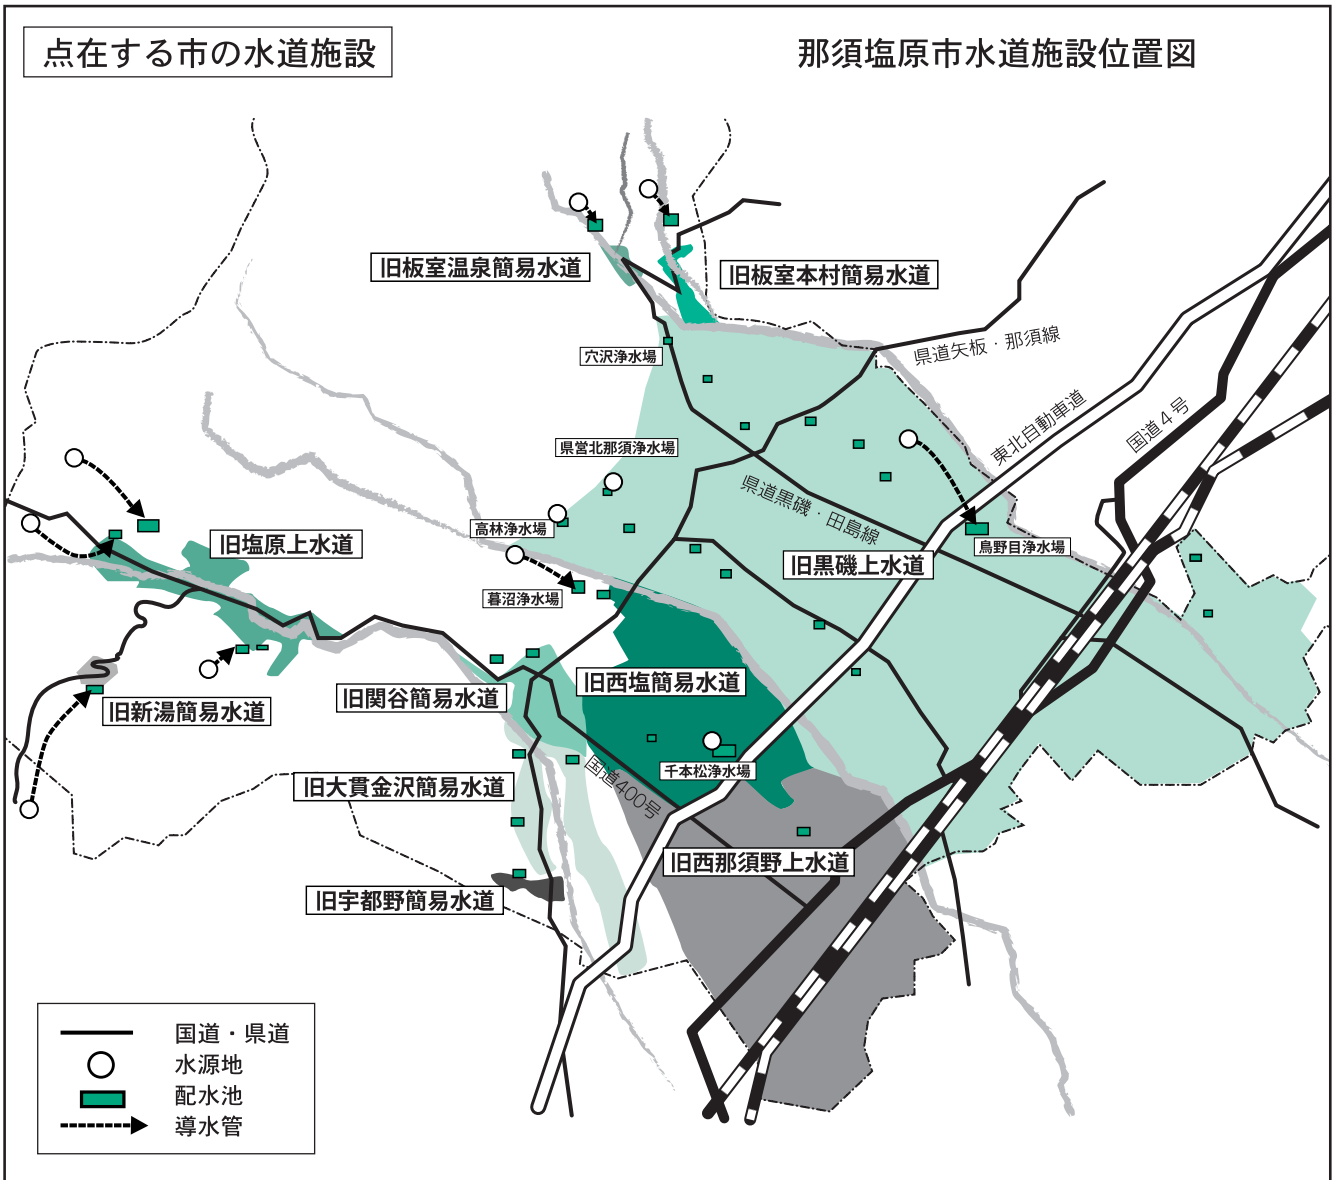 点在する市の水道施設
那須塩原市水道施設位置図
旧板室温泉簡易水道
旧板室本村簡易水道
穴沢浄水場
県道矢板・那須線
東北自動車道
国道4号
県営北那須浄水場
県道黒磯・田島線
高林浄水場
鳥野目浄水場
旧塩原上水道
旧黒磯上水道
暮沼浄水場
旧関谷簡易水道
旧西塩簡易水道
旧新湯簡易水道
千本松浄水場
国道400号
旧大貫金沢簡易水道
旧西那須野上水道
旧宇都野簡易水道
国道・県道
水源地
配水池
導水管